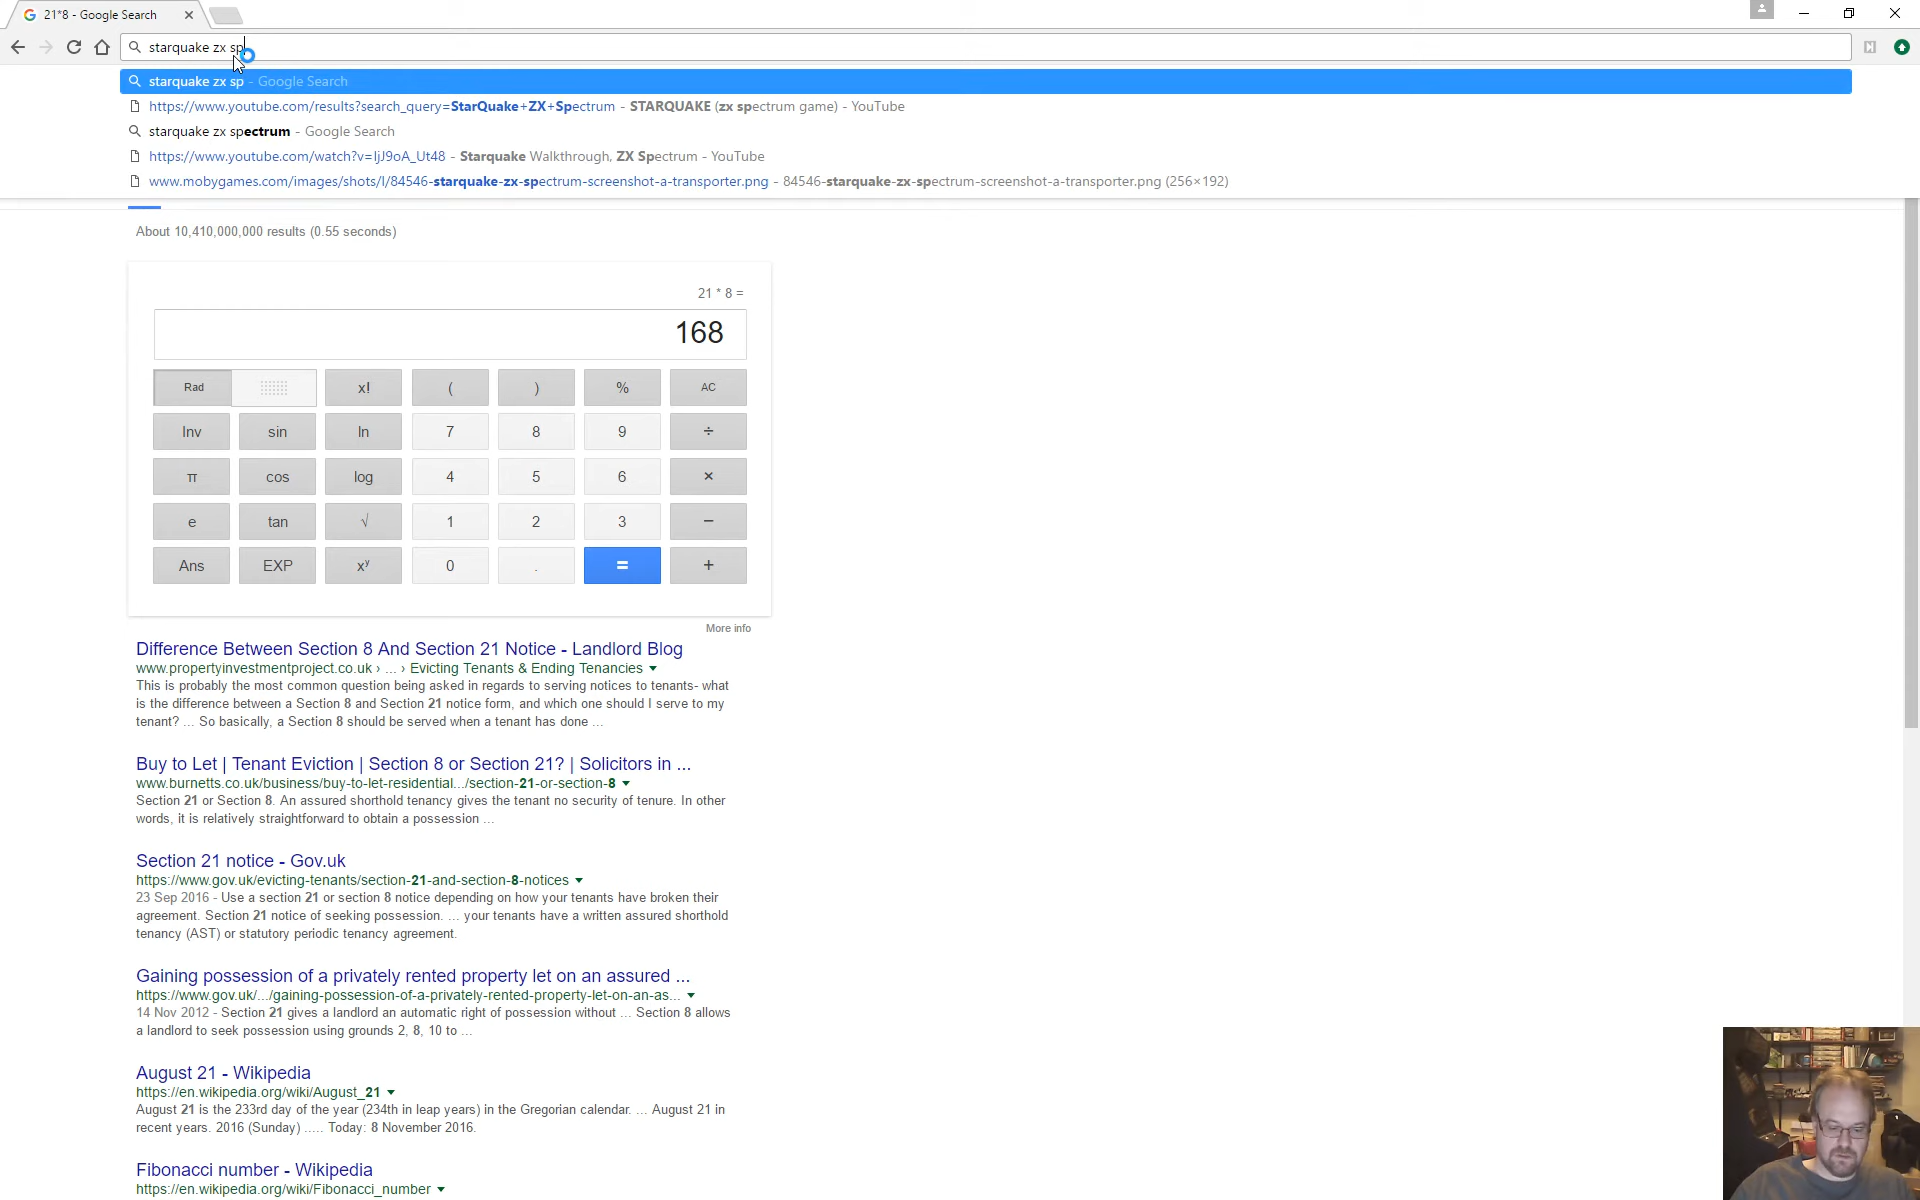 21*8 - Google Search
starquake zx sp
starquake zx sp - Google Search
https://www.youtube.com/results?search_query=StarQuake+ZX+Spectrum - STARQUAKE (zx spectrum game) - YouTube
starquake zx spectrum - Google Search
https://www.youtube.com/watch?v=ljJ9oA_Ut48 - Starquake Walkthrough, ZX Spectrum - YouTube
www.mobygames.com/images/shots/l/84546-starquake-zx-spectrum-screenshot-a-transporter.png - 84546-starquake-zx-spectrum-screenshot-a-transporter.png (256×192)
About 10,410,000,000 results (0.55 seconds)
21 * 8 =
168
Rad x! ( ) % AC
Inv sin ln 7 8 9 ÷
π cos log 4 5 6 ×
e tan √ 1 2 3 −
Ans EXP xʸ 0 . = +
More info
Difference Between Section 8 And Section 21 Notice - Landlord Blog
www.propertyinvestmentproject.co.uk › ... › Evicting Tenants & Ending Tenancies
This is probably the most common question being asked in regards to serving notices to tenants- what
is the difference between a Section 8 and Section 21 notice form, and which one should I serve to my
tenant? ... So basically, a Section 8 should be served when a tenant has done ...
Buy to Let | Tenant Eviction | Section 8 or Section 21? | Solicitors in ...
www.burnetts.co.uk/business/buy-to-let-residential.../section-21-or-section-8
Section 21 or Section 8. An assured shorthold tenancy gives the tenant no security of tenure. In other
words, it is relatively straightforward to obtain a possession ...
Section 21 notice - Gov.uk
https://www.gov.uk/evicting-tenants/section-21-and-section-8-notices
23 Sep 2016 - Use a section 21 or section 8 notice depending on how your tenants have broken their
agreement. Section 21 notice of seeking possession. ... your tenants have a written assured shorthold
tenancy (AST) or statutory periodic tenancy agreement.
Gaining possession of a privately rented property let on an assured ...
https://www.gov.uk/.../gaining-possession-of-a-privately-rented-property-let-on-an-as...
14 Nov 2012 - Section 21 gives a landlord an automatic right of possession without ... Section 8 allows
a landlord to seek possession using grounds 2, 8, 10 to ...
August 21 - Wikipedia
https://en.wikipedia.org/wiki/August_21
August 21 is the 233rd day of the year (234th in leap years) in the Gregorian calendar. ... August 21 in
recent years. 2016 (Sunday) ..... Today: 8 November 2016.
Fibonacci number - Wikipedia
https://en.wikipedia.org/wiki/Fibonacci_number